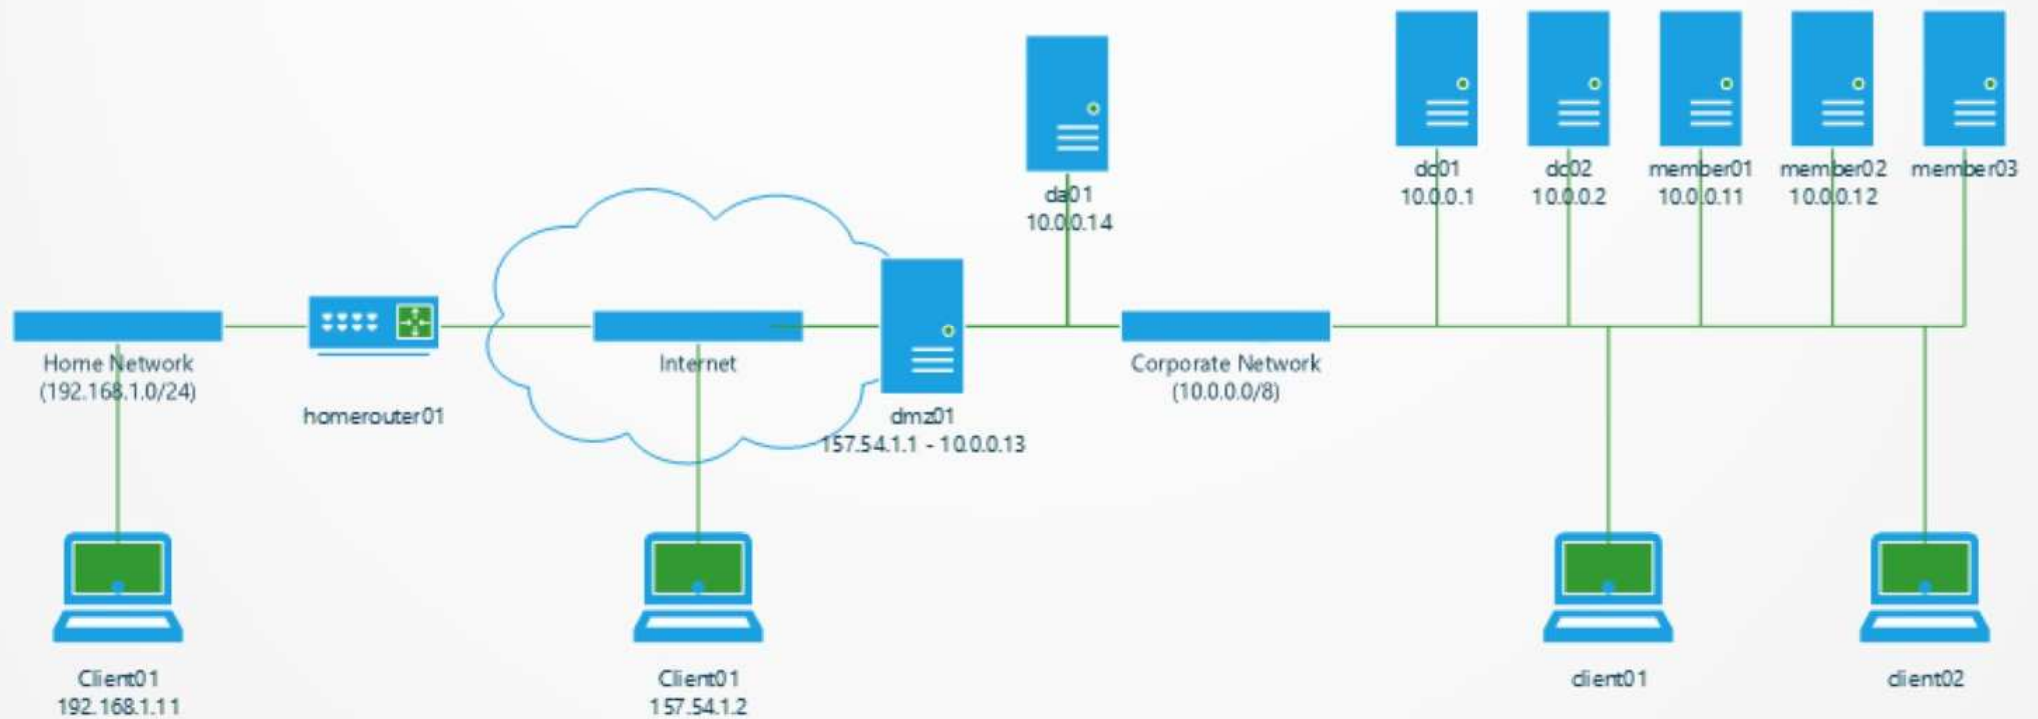 da01
10.0.0.14
dc01
10.0.0.1
dc02
10.0.0.2
member01
10.0.0.11
member02
10.0.0.12
member03
Home Network
(192.168.1.0/24)
homerouter01
Internet
dmz01
157.54.1.1 - 10.0.0.13
Corporate Network
(10.0.0.0/8)
Client01
192.168.1.11
Client01
157.54.1.2
client01
client02